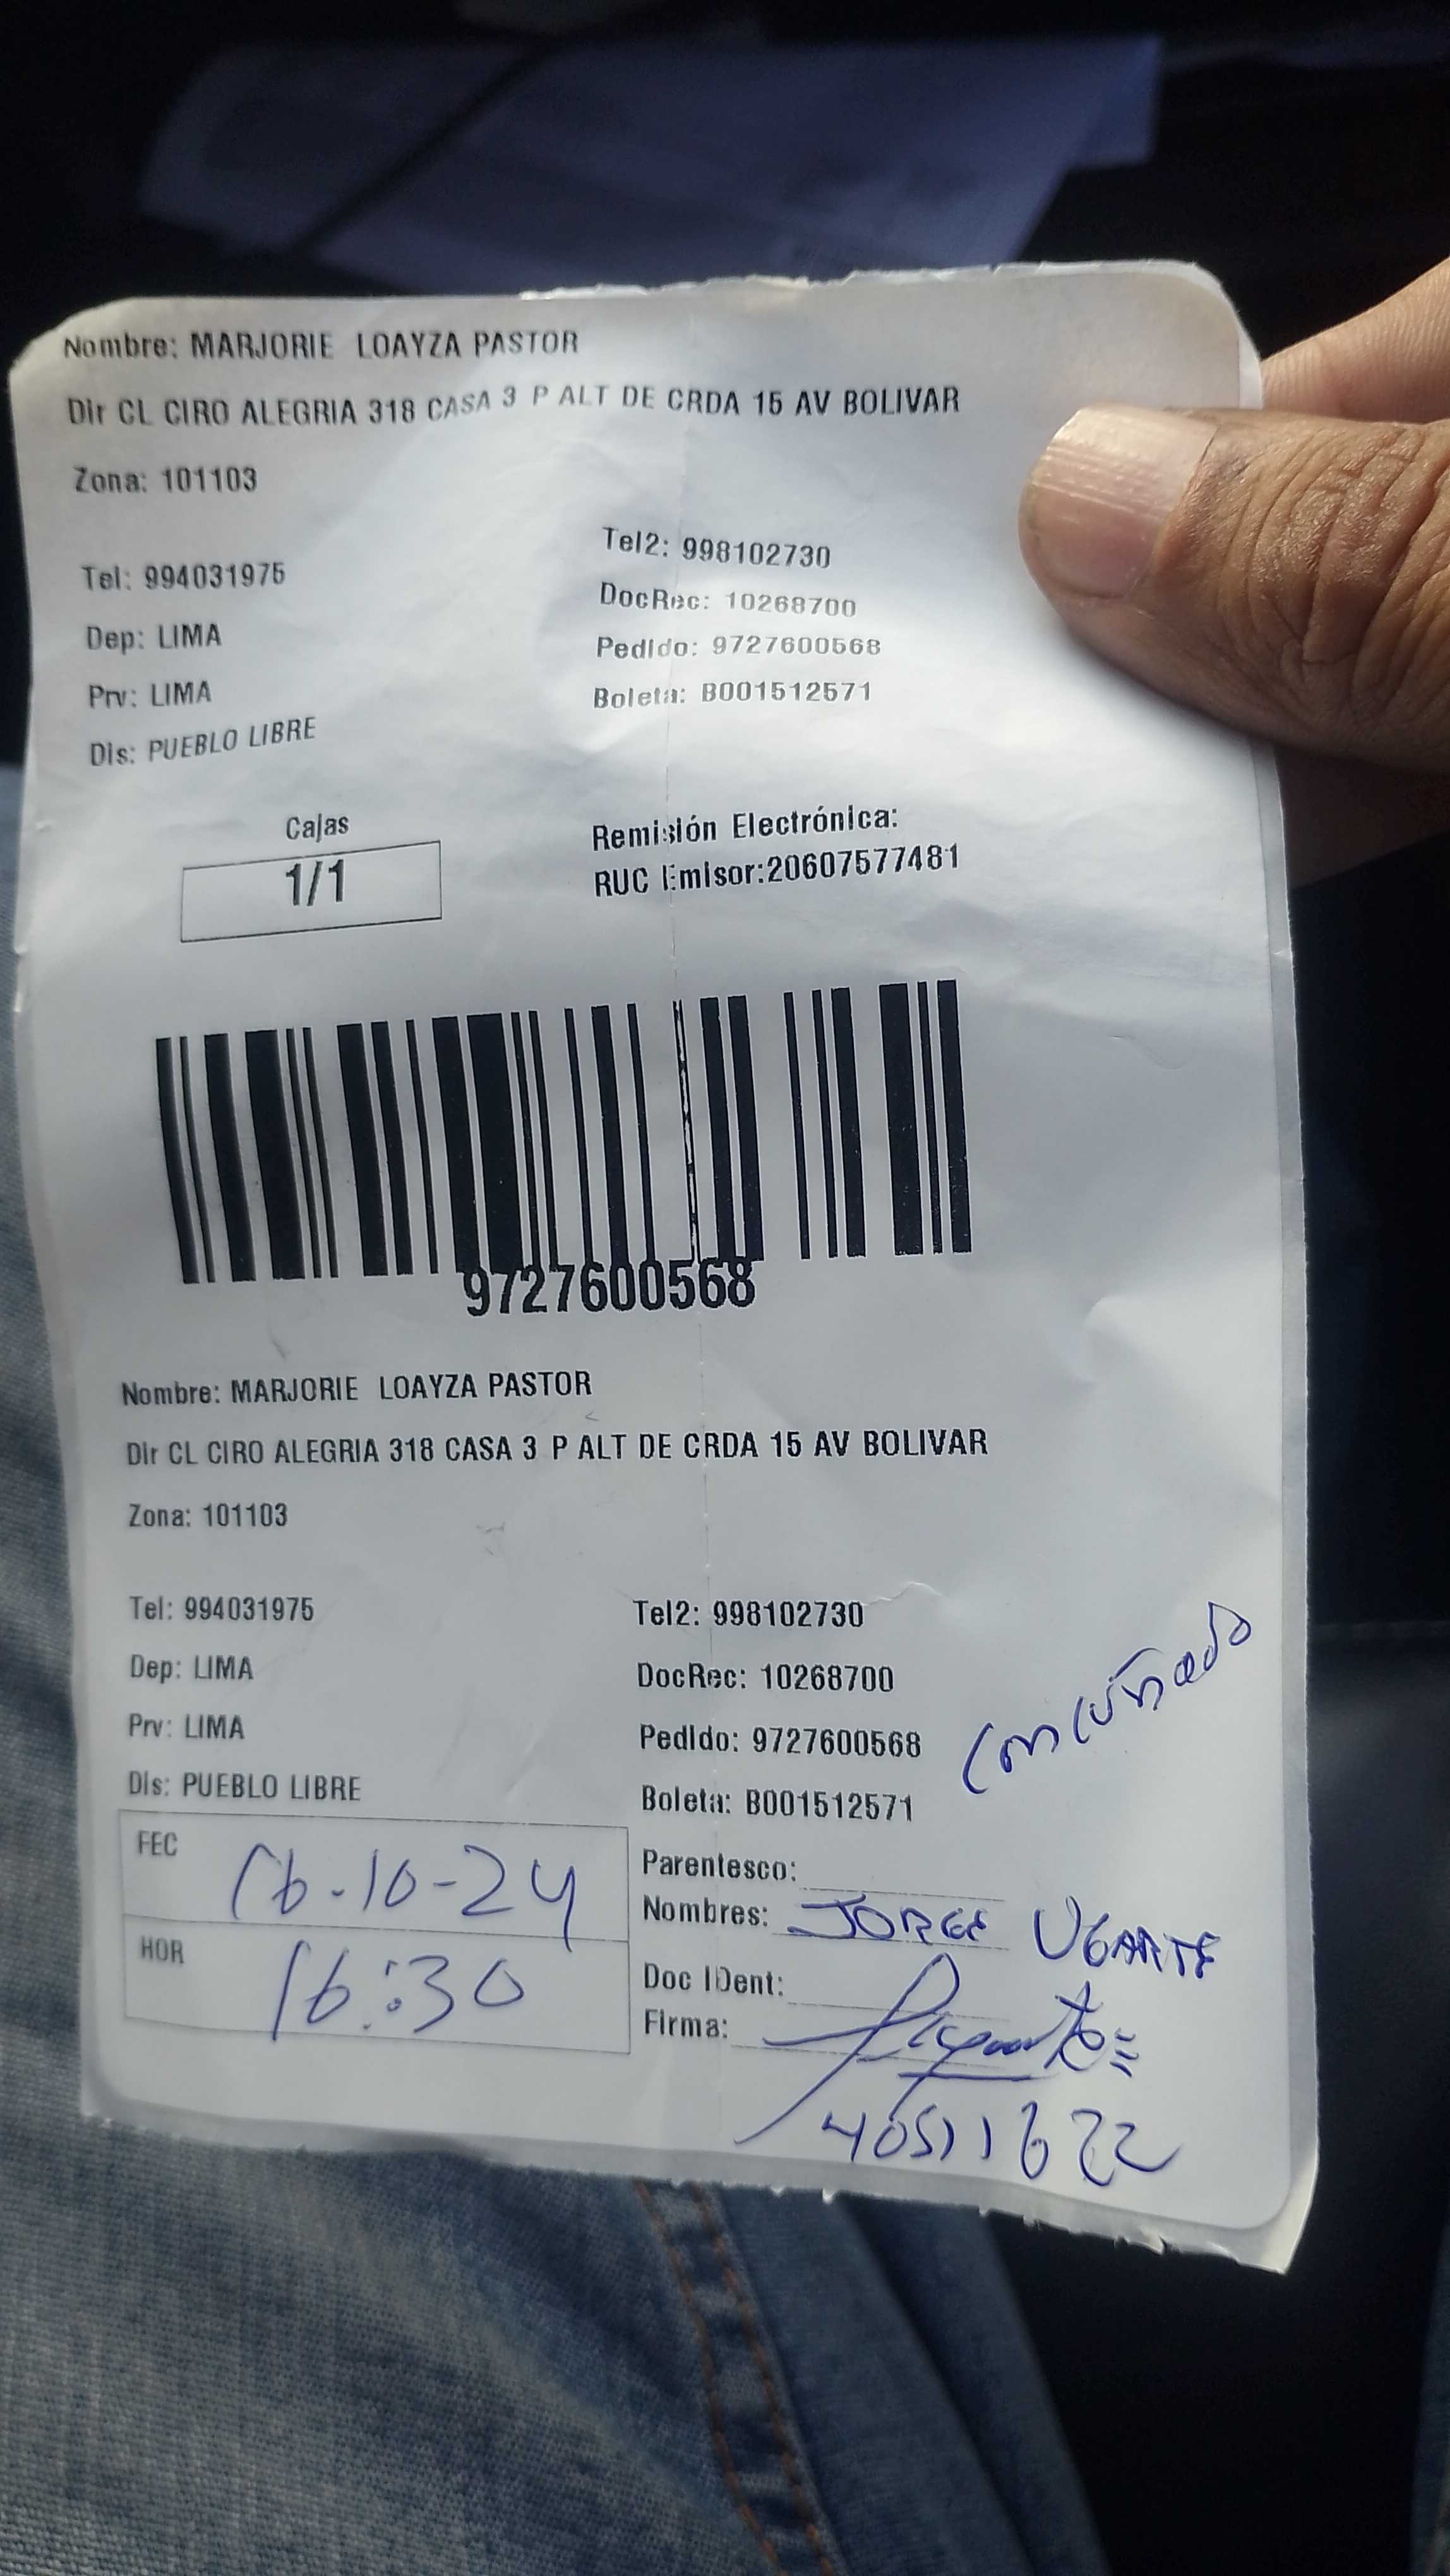 Nombre: MARJORIE LOAYZA PASTOR
Dir CL CIRO ALEGRIA 318 CASA 3 P ALT DE CRDA 15 AV BOLIVAR
Zona: 101103
Tel: 994031975 Tel2: 998102730
DocRec: 10268700
Dep: LIMA Pedido: 9727600568
Prv: LIMA Boleta: B001512571
Dis: PUEBLO LIBRE
Cajas
1/1
Remisión Electrónica:
RUC Emisor:20607577481
9727600568
Nombre: MARJORIE LOAYZA PASTOR
Dir CL CIRO ALEGRIA 318 CASA 3 P ALT DE CRDA 15 AV BOLIVAR
Zona: 101103
Tel: 994031975 Tel2: 998102730
Dep: LIMA DocRec: 10268700
Prv: LIMA Pedido: 9727600568
concuñado
Dis: PUEBLO LIBRE Boleta: B001512571
FEC 16-10-24
HOR 16:30
Parentesco:
Nombres: JORGE UGARTE
Doc IDent:
Firma:
40511622